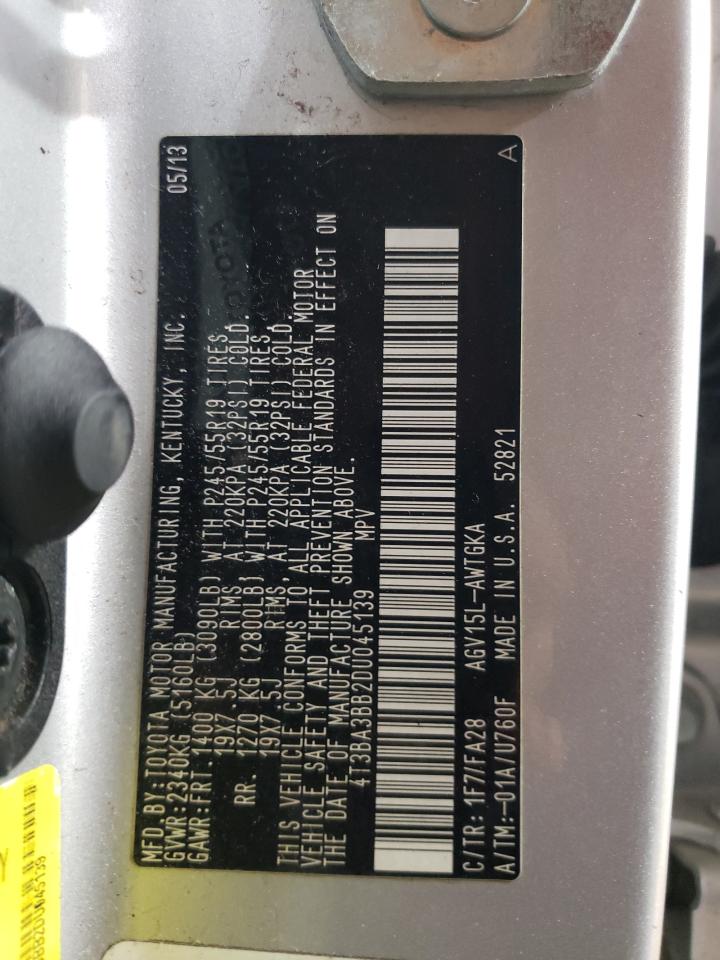 MFD. BY: TOYOTA MOTOR MANUFACTURING, KENTUCKY, INC. 05/13
GVWR: 2340KG (5160LB)
GAWR: FRT. 1400 KG (3090LB) WITH P245/55R19 TIRES,
19X7.5J RIMS, AT 220KPA (32PSI) COLD.
RR. 1270 KG (2800LB) WITH P245/55R19 TIRES,
19X7.5J RIMS, AT 220KPA (32PSI) COLD.
THIS VEHICLE CONFORMS TO ALL APPLICABLE FEDERAL MOTOR
VEHICLE SAFETY AND THEFT PREVENTION STANDARDS IN EFFECT ON
THE DATE OF MANUFACTURE SHOWN ABOVE.
4T3BA3BB2DU045139 MPV
C/TR: 1F7/FA28 AGV15L-AWTGKA
A/TM: -01A/U760F MADE IN U.S.A. 52821
A